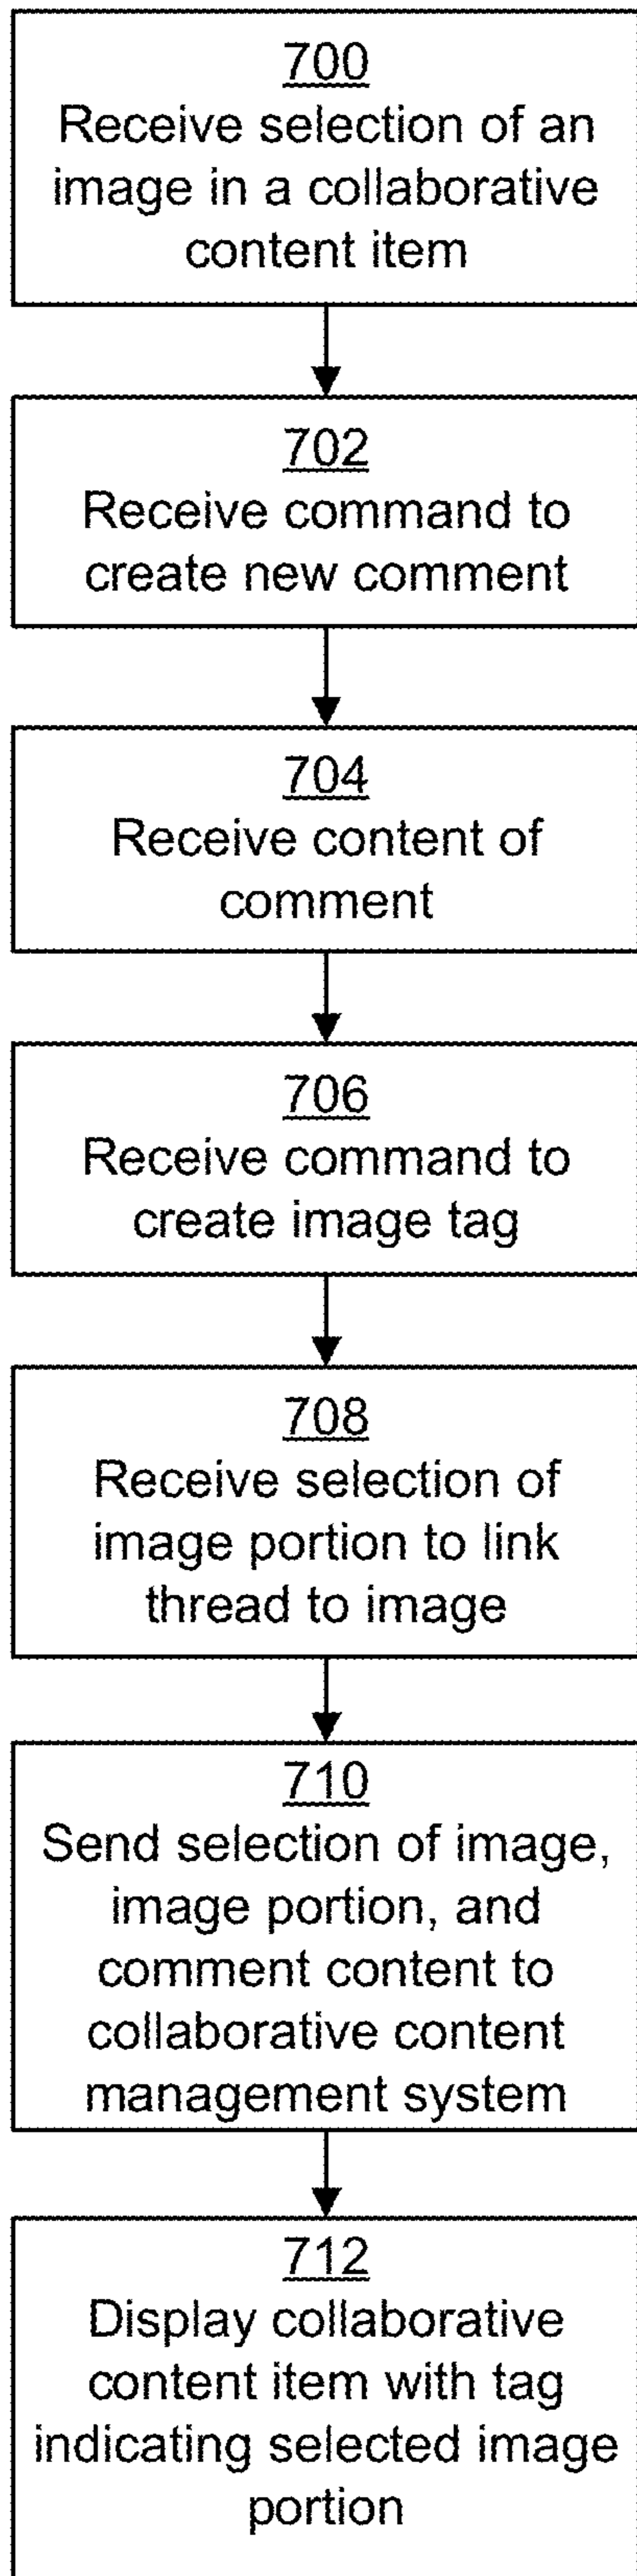 700
Receive selection of an
image in a collaborative
content item
702
Receive command to
create new comment
704
Receive content of
comment
706
Receive command to
create image tag
708
Receive selection of
image portion to link
thread to image
710
Send selection of image,
image portion, and
comment content to
collaborative content
management system
712
Display collaborative
content item with tag
indicating selected image
portion